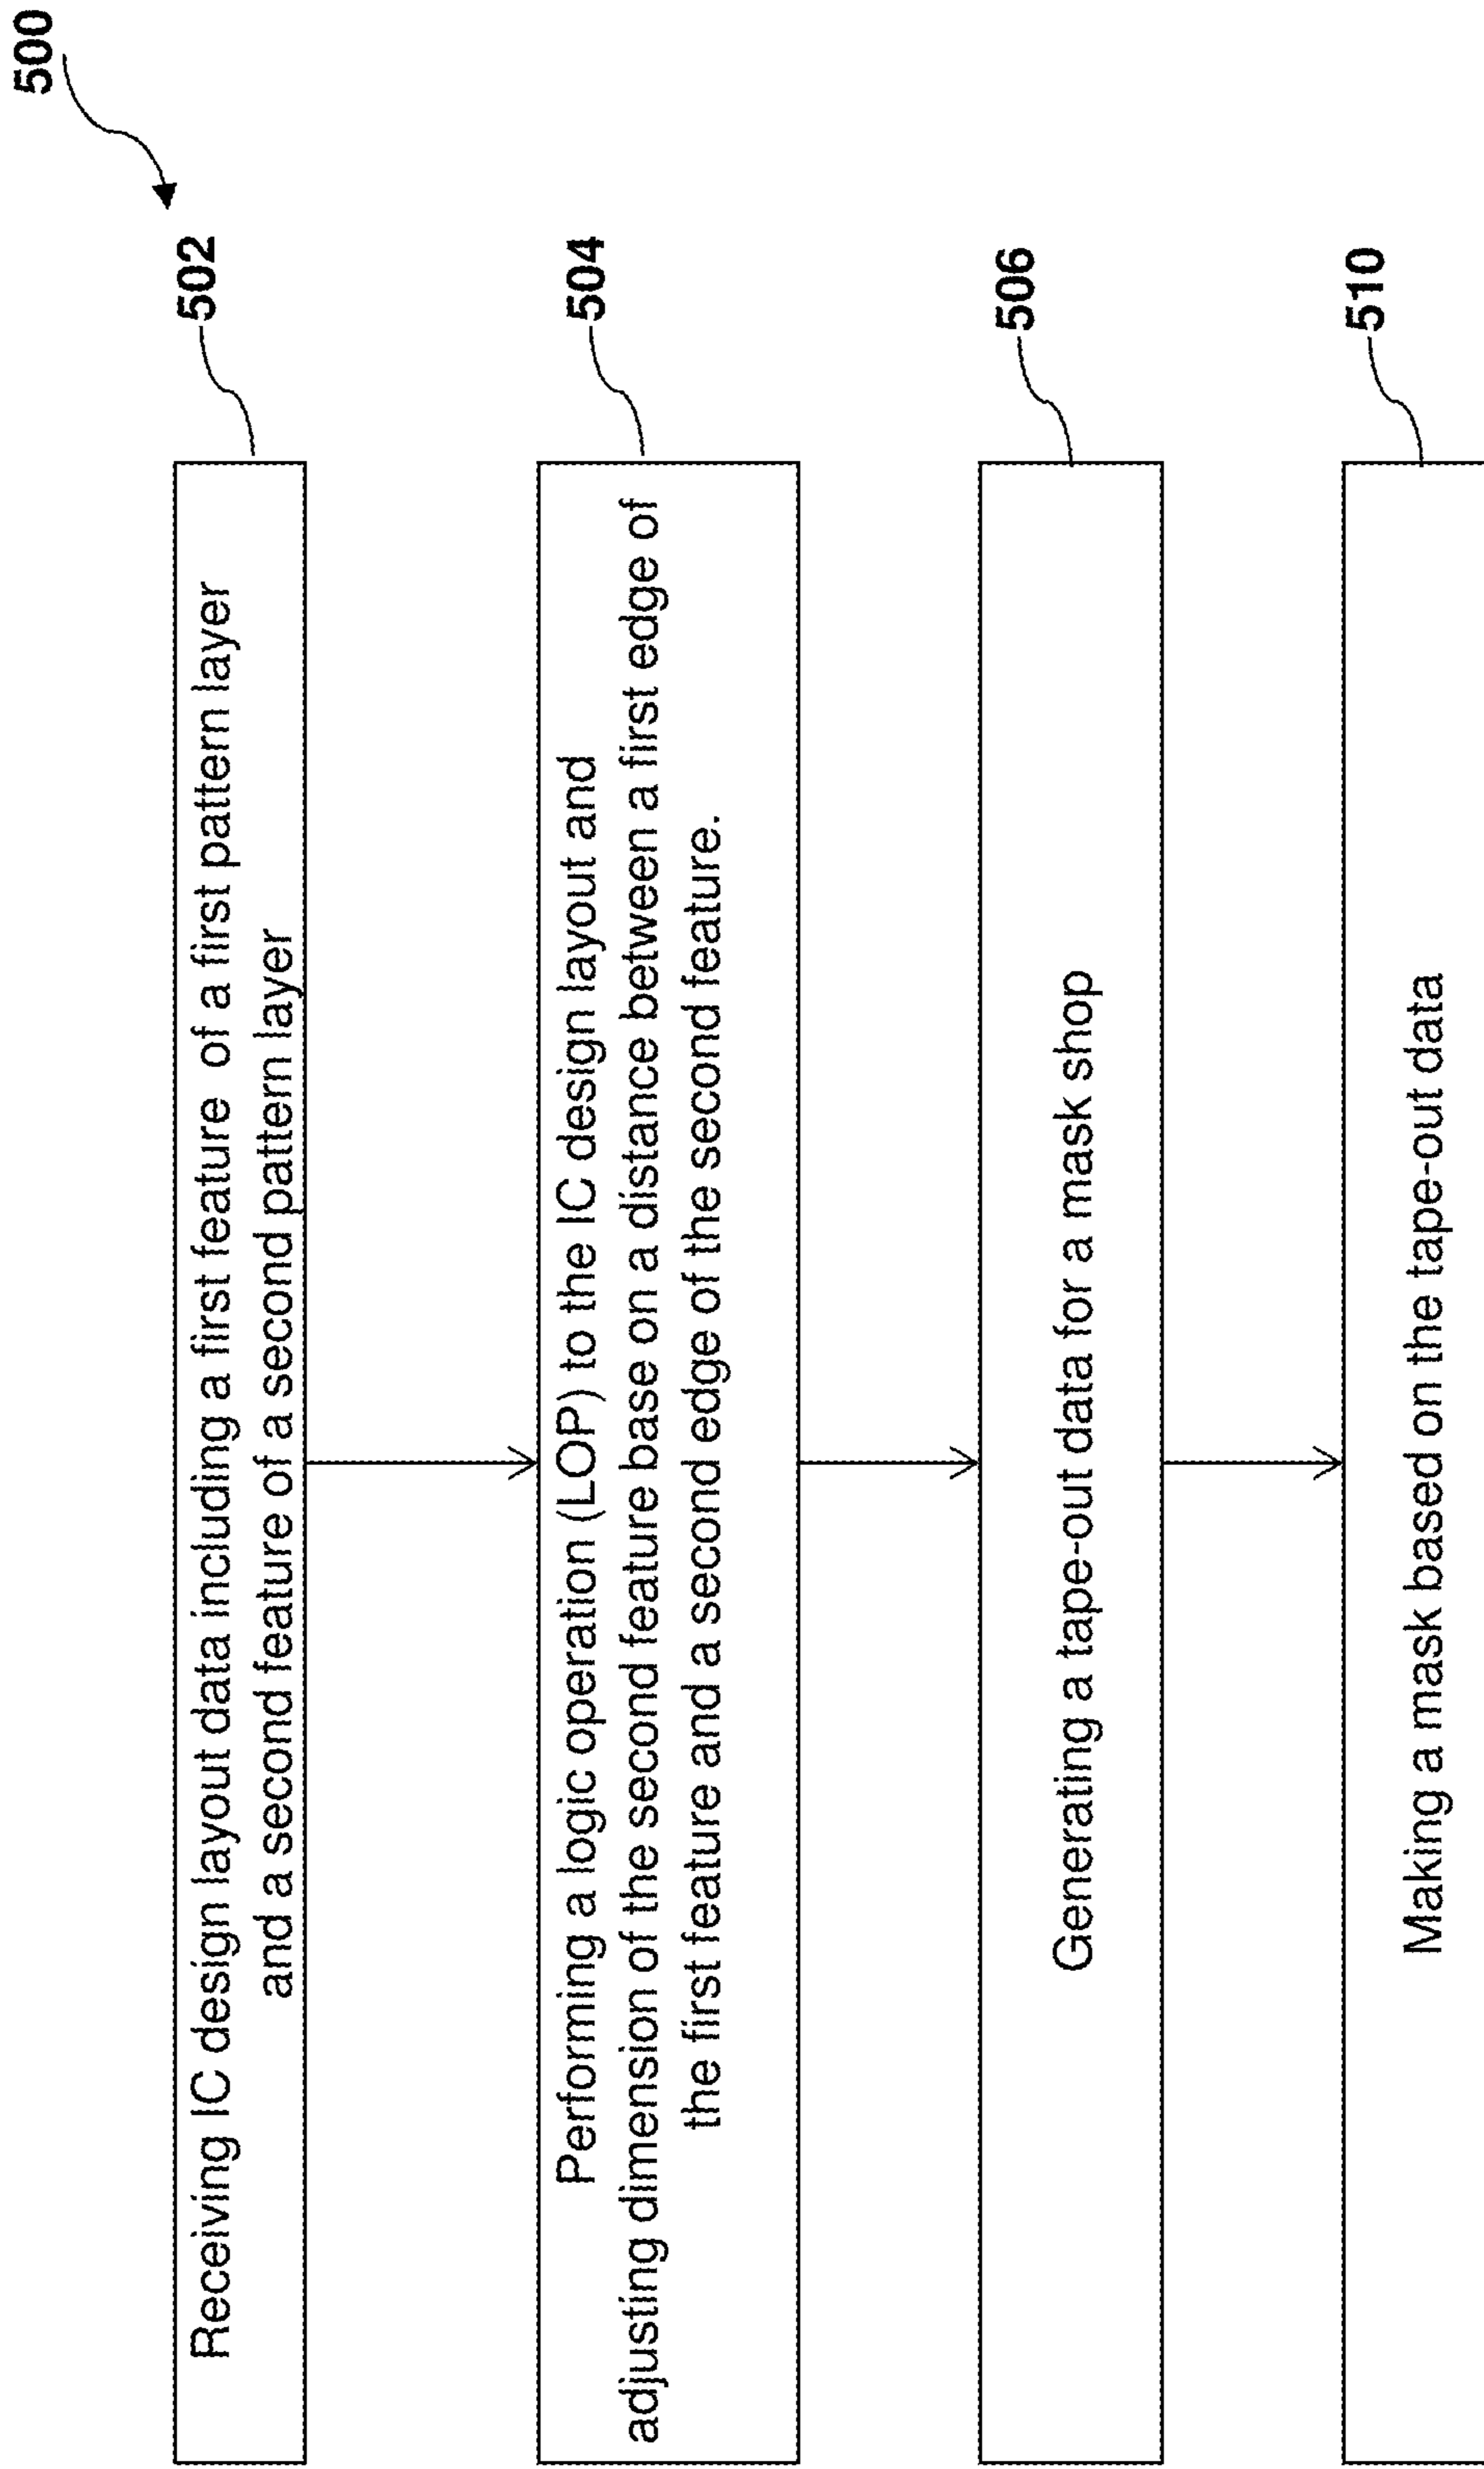 500
502
Receiving IC design layout data including a first feature of a first pattern layer
and a second feature of a second pattern layer
504
Performing a logic operation (LOP) to the IC design layout and
adjusting dimension of the second feature base on a distance between a first edge of
the first feature and a second edge of the second feature.
506
Generating a tape-out data for a mask shop
510
Making a mask based on the tape-out data